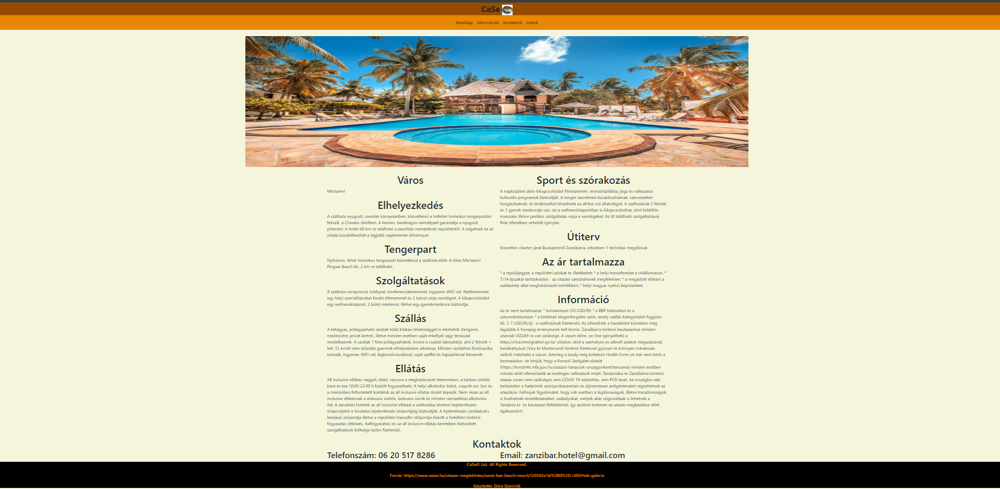 CaSe
Kezdőlap Információk Kontaktok Linkek
Város
Michamvi
Elhelyezkedés
A szálloda nyugodt, csendes környezetben, közvetlenül a hófehér homokos tengerparton
fekszik, a Chwaka-öbölben. A kedves, barátságos személyzet garantálja a nyugodt
pihenést. A hotel 68 km-re található a zanzibári nemzetközi repülőtértől. A szigetnek ez az
oldala büszkélkedhet a legjobb naplemente-élménnyel.
Tengerpart
Nyilvános, fehér homokos tengerpart közvetlenül a szálloda előtt. A híres Michamvi
Pingwe Beach kb. 2 km-re található.
Szolgáltatások
A szálloda recepcióval, lobbyval, konferenciateremmel, ingyenes WiFi-vel, főétteremmel,
egy helyi specialitásokat kínáló étteremmel és 2 bárral várja vendégeit. A kikapcsolódást
egy wellnessközpont, 2 külső medence, illetve egy gyerekmedence biztosítja.
Szállás
A kétágyas, pótágyazható szobák több kilátási lehetőséggel is elérhetők (tengerre,
medencére, privát kertre), illetve minden esetben saját erkéllyel vagy terasszal
rendelkeznek. A szobák 1 főre pótágyazhatók, kivéve a családi lakosztályt, ami 2 felnőtt +
két, 12 évnél nem idősebb gyermek elhelyezésére alkalmas. Minden szobához fürdőszoba
tartozik, ingyenes WiFi-vel, légkondicionálóval, saját széffel és hajszárítóval felszerelt.
Ellátás
All inclusive ellátás: reggeli, ebéd, vacsora a meghatározott étteremben, a bárban üdítők,
kávé és tea 10:00-22:00 h között fogyasztható. A helyi alkoholos italok, csapolt sör, bor és
a menünben feltüntetett koktélok az all inclusive ellátás részét képezik. Nem része az all
inclusive ellátásnak a dobozos üdítők, dobozos sörök és minden nemzetközi alkoholos
ital. A zanzibári hotelek az all inclusive ellátást a szállodába történő bejelentkezés
időpontjától a hivatalos kijelentkezés időpontjáig biztosítják. A kijelentkezés (szobakulcs
leadása) időpontja illetve a repülőtéri transzfer időpontja között a hotelben történő
fogyasztás (étkezés, italfogyasztás) és az all inclusive ellátás keretében biztosított
szolgáltatások költsége külön fizetendő.
Sport és szórakozás
A napközbeni aktív kikapcsolódást fitneszterem, strandröplabda, jóga és változatos
kulturális programok biztosítják. A tenger szerelmesi búvárkodhatnak, szervezetten
horgászhatnak, és testközelből élvezhetik az afrikai vízi állatvilágot. A szállodának 2 felnőtt
és 1 gyerek medencéje van, de a wellnessközpontban is kikapcsolódhat, ahol többféle
masszázs illetve pedikűr szolgáltatás várja a vendégeket. Az itt található szolgáltatások
felár ellenében vehetők igénybe.
Útiterv
Közvetlen charter járat Budapestről Zanzibárra, útközben 1 technikai megállóval.
Az ár tartalmazza
* a repülőjegyet, a repülőtéri adókat és illetékeket; * a helyi transzfereket a célállomáson; *
7/14 éjszakai tartózkodást - az utazási szerződésnek megfelelően; * a megadott ellátást a
szálláshely által meghatározott mértékben; * helyi magyar nyelvű képviseletet
Információ
Az ár nem tartalmazza: * turistavízum (50 USD/fő) * a BBP biztosítást és a
sztornóbiztosítást; * a kötelező idegenforgalmi adót, amely szállás kategóriától függően
kb. 5-7 USD/fő/éj - a szállodának fizetendő. Az útlevélnek a hazatérést követően még
legalább 6 hónapig érvényesnek kell lennie. Zanzibárra történő beutazáshoz minden
utasnak VÍZUM-ra van szüksége. A vízum előre, on-line igényelhető a
https://visa.immigration.go.tz/ oldalon, ahol a személyes és útlevél adatok megadásával,
bankkártyával (Visa és Mastercard) történő fizetéssel gyorsan és könnyen (várakozás
nélkül) intézhető a vízum. Jelenleg a tavaly még kötelező Health Form-ot már nem kérik a
beutazáskor, de kérjük, hogy a Konzuli Szolgálat oldalát
(https://konzinfo.mfa.gov.hu/utazasi-tanacsok-orszagonkent/tanzania) minden esetben
indulás előtt ellenőrizzék az esetleges változások miatt. Tanzániába és Zanzibárra történő
utazás során nem szükséges sem COVID 19 védőoltás, sem PCR teszt. Az országba való
belépéskor a határőrök szúrópróbaszerűen és díjmentesen antigéntesztet végezhetnek az
utazókon. Felhívjuk figyelmüket, hogy sok esetben a légitársaságok, illetve tranzitországok
is hozhatnak rendelkezéseket, szabályokat, melyek akár szigorúbbak is lehetnek a
Tanzánia ki- és beutazási feltételeinél, így azokról érdemes az utazás megkezdése előtt
tájékozódni!
Kontaktok
Telefonszám: 06 20 517 8286
Email: zanzibar.hotel@gmail.com
CaSe© Ltd. All Rights Reserved.
Forrás: https://www.nazar.hu/utazas-megtekintes/sansi-kae-beach-resort/120583a?di%5B0%5D=685#tab-galeria
Készítette: Dóra Dominik